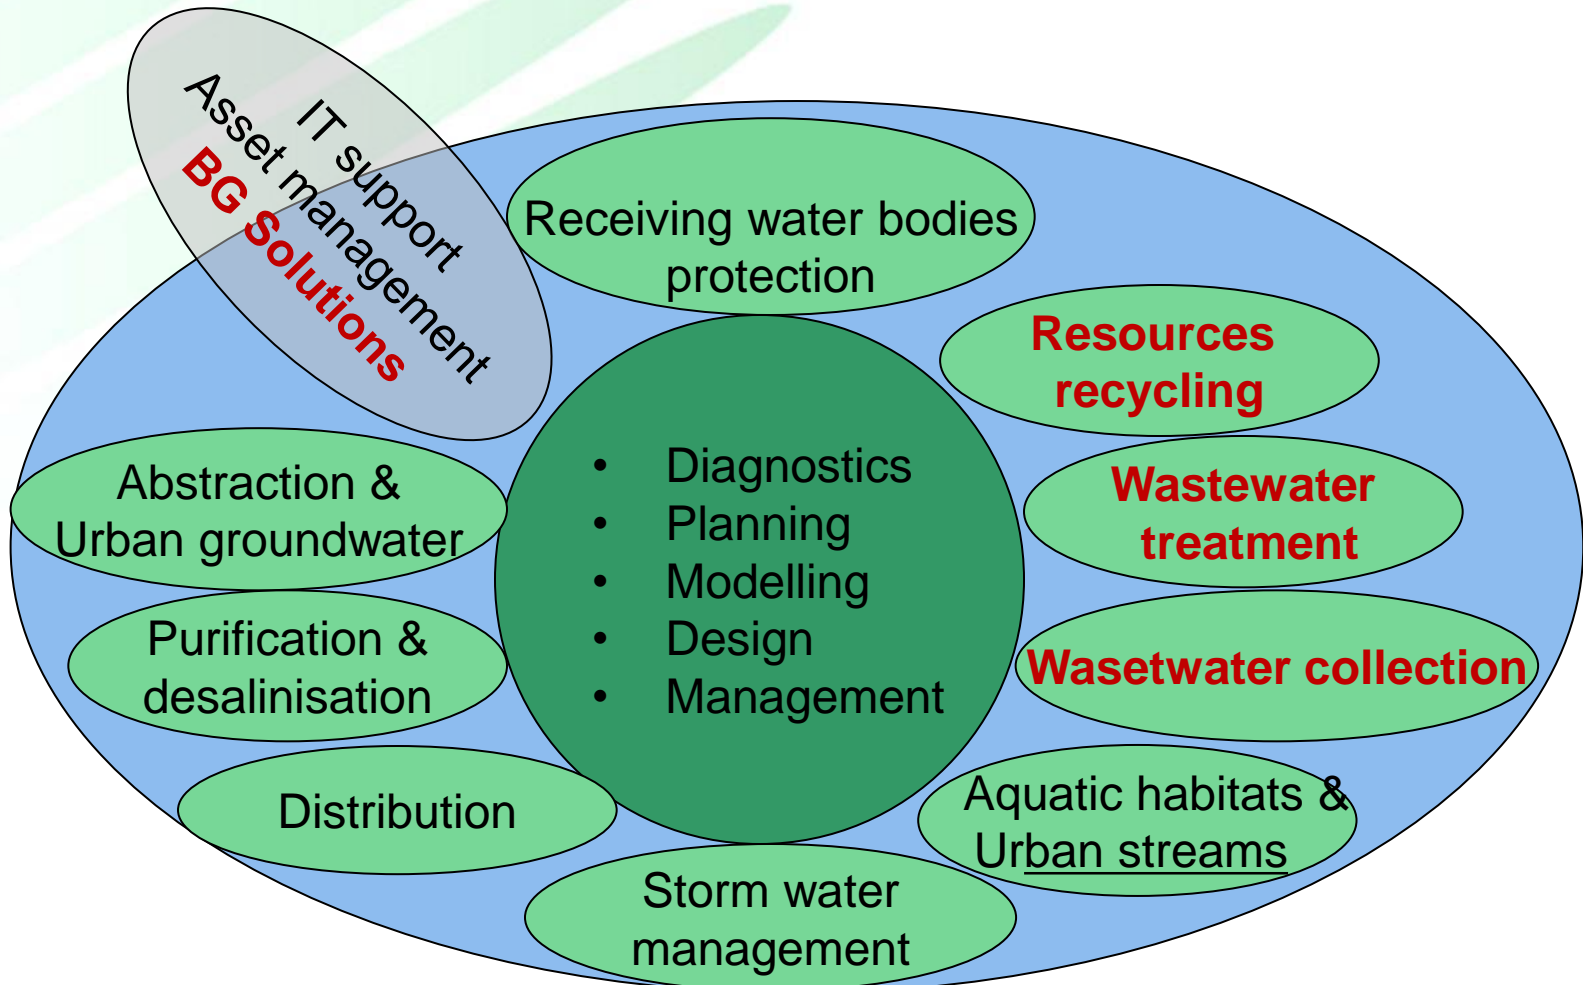 IT support
Asset management
BG Solutions
Receiving water bodies
protection
Resources
recycling
Wastewater
treatment
Wasetwater collection
Aquatic habitats &
Urban streams
Storm water
management
Distribution
Purification &
desalinisation
Abstraction &
Urban groundwater
• Diagnostics
• Planning
• Modelling
• Design
• Management